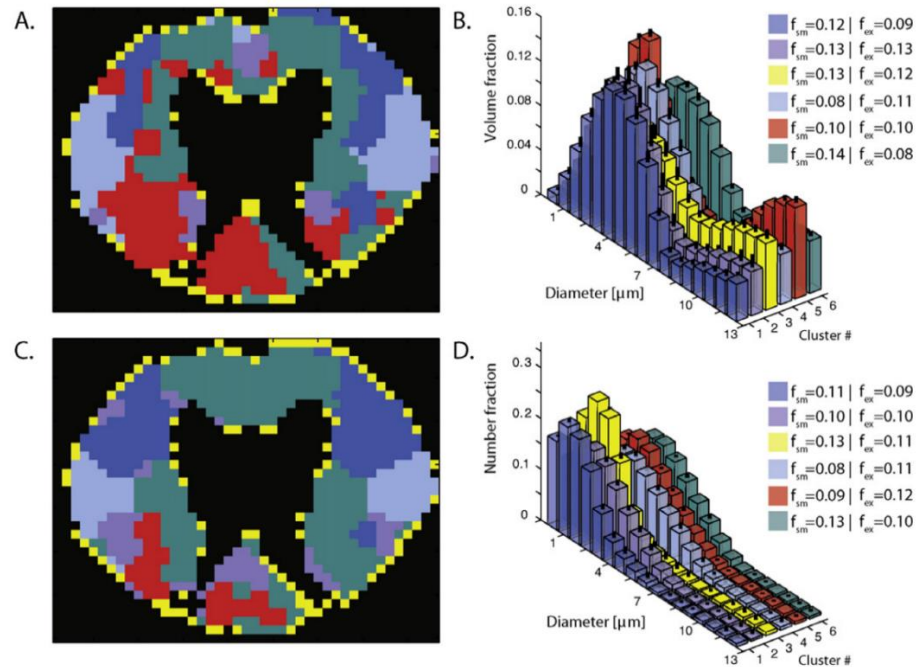 A.
B.
0.16
0.12
0.08
0.04
0
Volume fraction
1
4
7
10
13
Diameter [μm]
1
2
3
4
5
6
Cluster #
f_sm=0.12 | f_ex=0.09
f_sm=0.13 | f_ex=0.13
f_sm=0.13 | f_ex=0.12
f_sm=0.08 | f_ex=0.11
f_sm=0.10 | f_ex=0.10
f_sm=0.14 | f_ex=0.08
C.
D.
0.3
0.2
0.1
0
Number fraction
1
4
7
10
13
Diameter [μm]
1
2
3
4
5
6
Cluster #
f_sm=0.11 | f_ex=0.09
f_sm=0.10 | f_ex=0.10
f_sm=0.13 | f_ex=0.11
f_sm=0.08 | f_ex=0.11
f_sm=0.09 | f_ex=0.12
f_sm=0.13 | f_ex=0.10